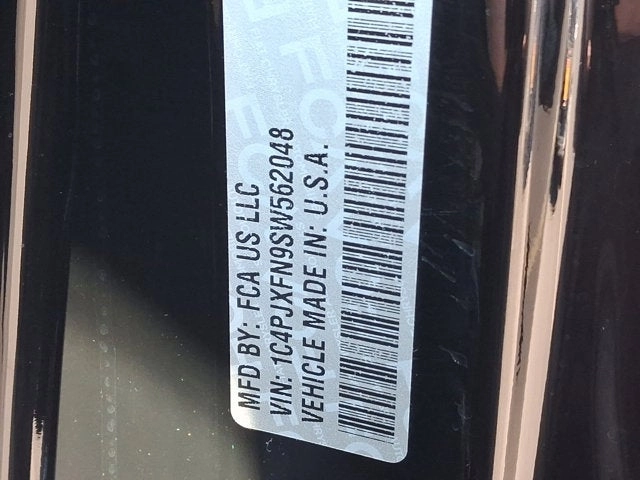 MFD BY: FCA US LLC
VIN: 1C4PJXFN9SW562048
VEHICLE MADE IN: U.S.A.